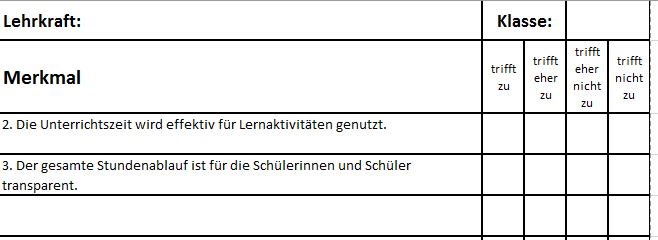 Lehrkraft: Klasse:
Merkmal
trifft
zu
trifft
eher
zu
trifft
eher
nicht
zu
trifft
nicht
zu
2. Die Unterrichtszeit wird effektiv für Lernaktivitäten genutzt.
3. Der gesamte Stundenablauf ist für die Schülerinnen und Schüler
transparent.